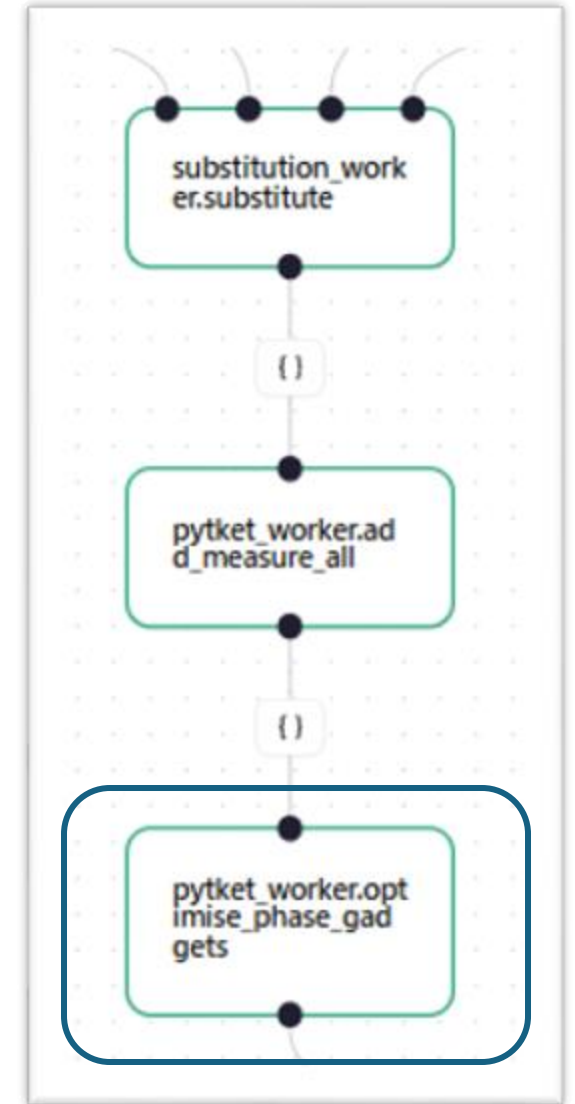 substitution_work
er.substitute
{ }
pytket_worker.ad
d_measure_all
{ }
pytket_worker.opt
imise_phase_gad
gets